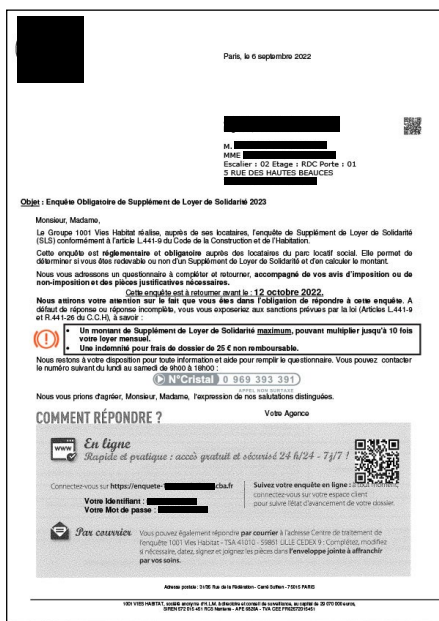 Paris, le 6 septembre 2022
M.
MME
Escalier : 02 Etage : RDC Porte : 01
5 RUE DES HAUTES BEAUCES
Objet : Enquête Obligatoire de Supplément de Loyer de Solidarité 2023
Monsieur, Madame,
Le Groupe 1001 Vies Habitat réalise, auprès de ses locataires, l'enquête de Supplément de Loyer de Solidarité
(SLS) conformément à l'article L.441-9 du Code de la Construction et de l'Habitation.
Cette enquête est réglementaire et obligatoire auprès des locataires du parc locatif social. Elle permet de
déterminer si vous êtes redevable ou non d'un Supplément de Loyer de Solidarité et d'en calculer le montant.
Nous vous adressons un questionnaire à compléter et retourner, accompagné de vos avis d'imposition ou de
non-imposition et des pièces justificatives nécessaires.
Cette enquête est à retourner avant le : 12 octobre 2022.
Nous attirons votre attention sur le fait que vous êtes dans l'obligation de répondre à cette enquête. A
défaut de réponse ou réponse incomplète, vous vous exposeriez aux sanctions prévues par la loi (Articles L.441-9
et R.441-26 du C.C.H), à savoir :
• Un montant de Supplément de Loyer de Solidarité maximum, pouvant multiplier jusqu'à 10 fois
votre loyer mensuel.
• Une indemnité pour frais de dossier de 25 € non remboursable.
Nous restons à votre disposition pour toute information et aide pour remplir le questionnaire. Vous pouvez contacter
le numéro suivant du lundi au samedi de 9h00 à 18h00 :
N°Cristal 0 969 393 391
APPEL NON SURTAXÉ
Nous vous prions d'agréer, Monsieur, Madame, l'expression de nos salutations distinguées.
Votre Agence
COMMENT RÉPONDRE ?
www
En ligne
Rapide et pratique : accès gratuit et sécurisé 24 h/24 - 7j/7 !
Connectez-vous sur https://enquete- cba.fr
Votre Identifiant :
Votre Mot de passe :
Suivez votre enquête en ligne : à tout moment,
connectez-vous sur votre espace client
pour suivre l'état d'avancement de votre dossier.
Par courrier
Vous pouvez également répondre par courrier à l'adresse Centre de traitement de
l'enquête 1001 Vies Habitat - TSA 41010 - 59861 LILLE CEDEX 9 : Complétez, modifiez
si nécessaire, datez, signez et joignez les pièces dans l'enveloppe jointe à affranchir
par vos soins.
Adresse postale : Rue de la Fédération - Carré Suffren - 75015 PARIS
1001 VIES HABITAT, société anonyme d'H.L.M. à directoire et conseil de surveillance, au capital de
SIREN 572 015 451 RCS Nanterre - APE